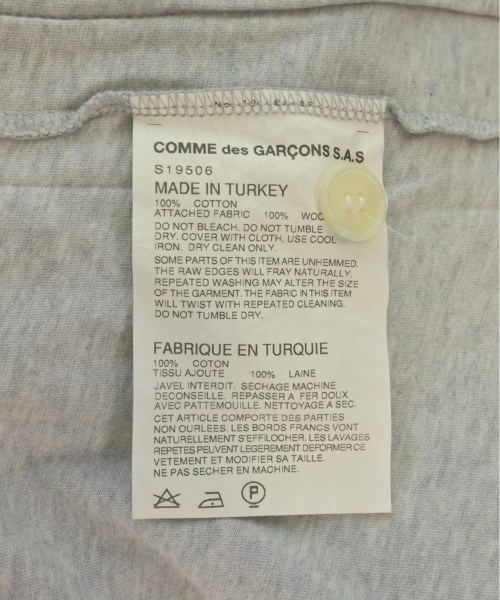 COMME des GARÇONS S.A.S
S19506
MADE IN TURKEY
100% COTTON
ATTACHED FABRIC 100%
DO NOT BLEACH. DO NOT TUMBLE
DRY. COVER WITH CLOTH, USE COOL
IRON. DRY CLEAN ONLY.
SOME PARTS OF THIS ITEM ARE UNHEMMED.
THE RAW EDGES WILL FRAY NATURALLY.
REPEATED WASHING MAY ALTER THE SIZE
OF THE GARMENT. THE FABRIC IN THIS ITEM
WILL TWIST WITH REPEATED CLEANING.
DO NOT TUMBLE DRY.
FABRIQUE EN TURQUIE
100% COTON
TISSU AJOUTE 100% LAINE
JAVEL INTERDIT. SECHAGE MACHINE
DECONSEILLE. REPASSER A FER DOUX
AVEC PATTEMOUILLE. NETTOYAGE A SEC.
CET ARTICLE COMPORTE DES PARTIES
NON OURLEES. LES BORDS FRANCS VONT
NATURELLEMENT S'EFFILOCHER. LES LAVAGES
REPETES PEUVENT LEGEREMENT DEFORMER CE
VETEMENT ET MODIFIER SA TAILLE.
NE PAS SECHER EN MACHINE.
P